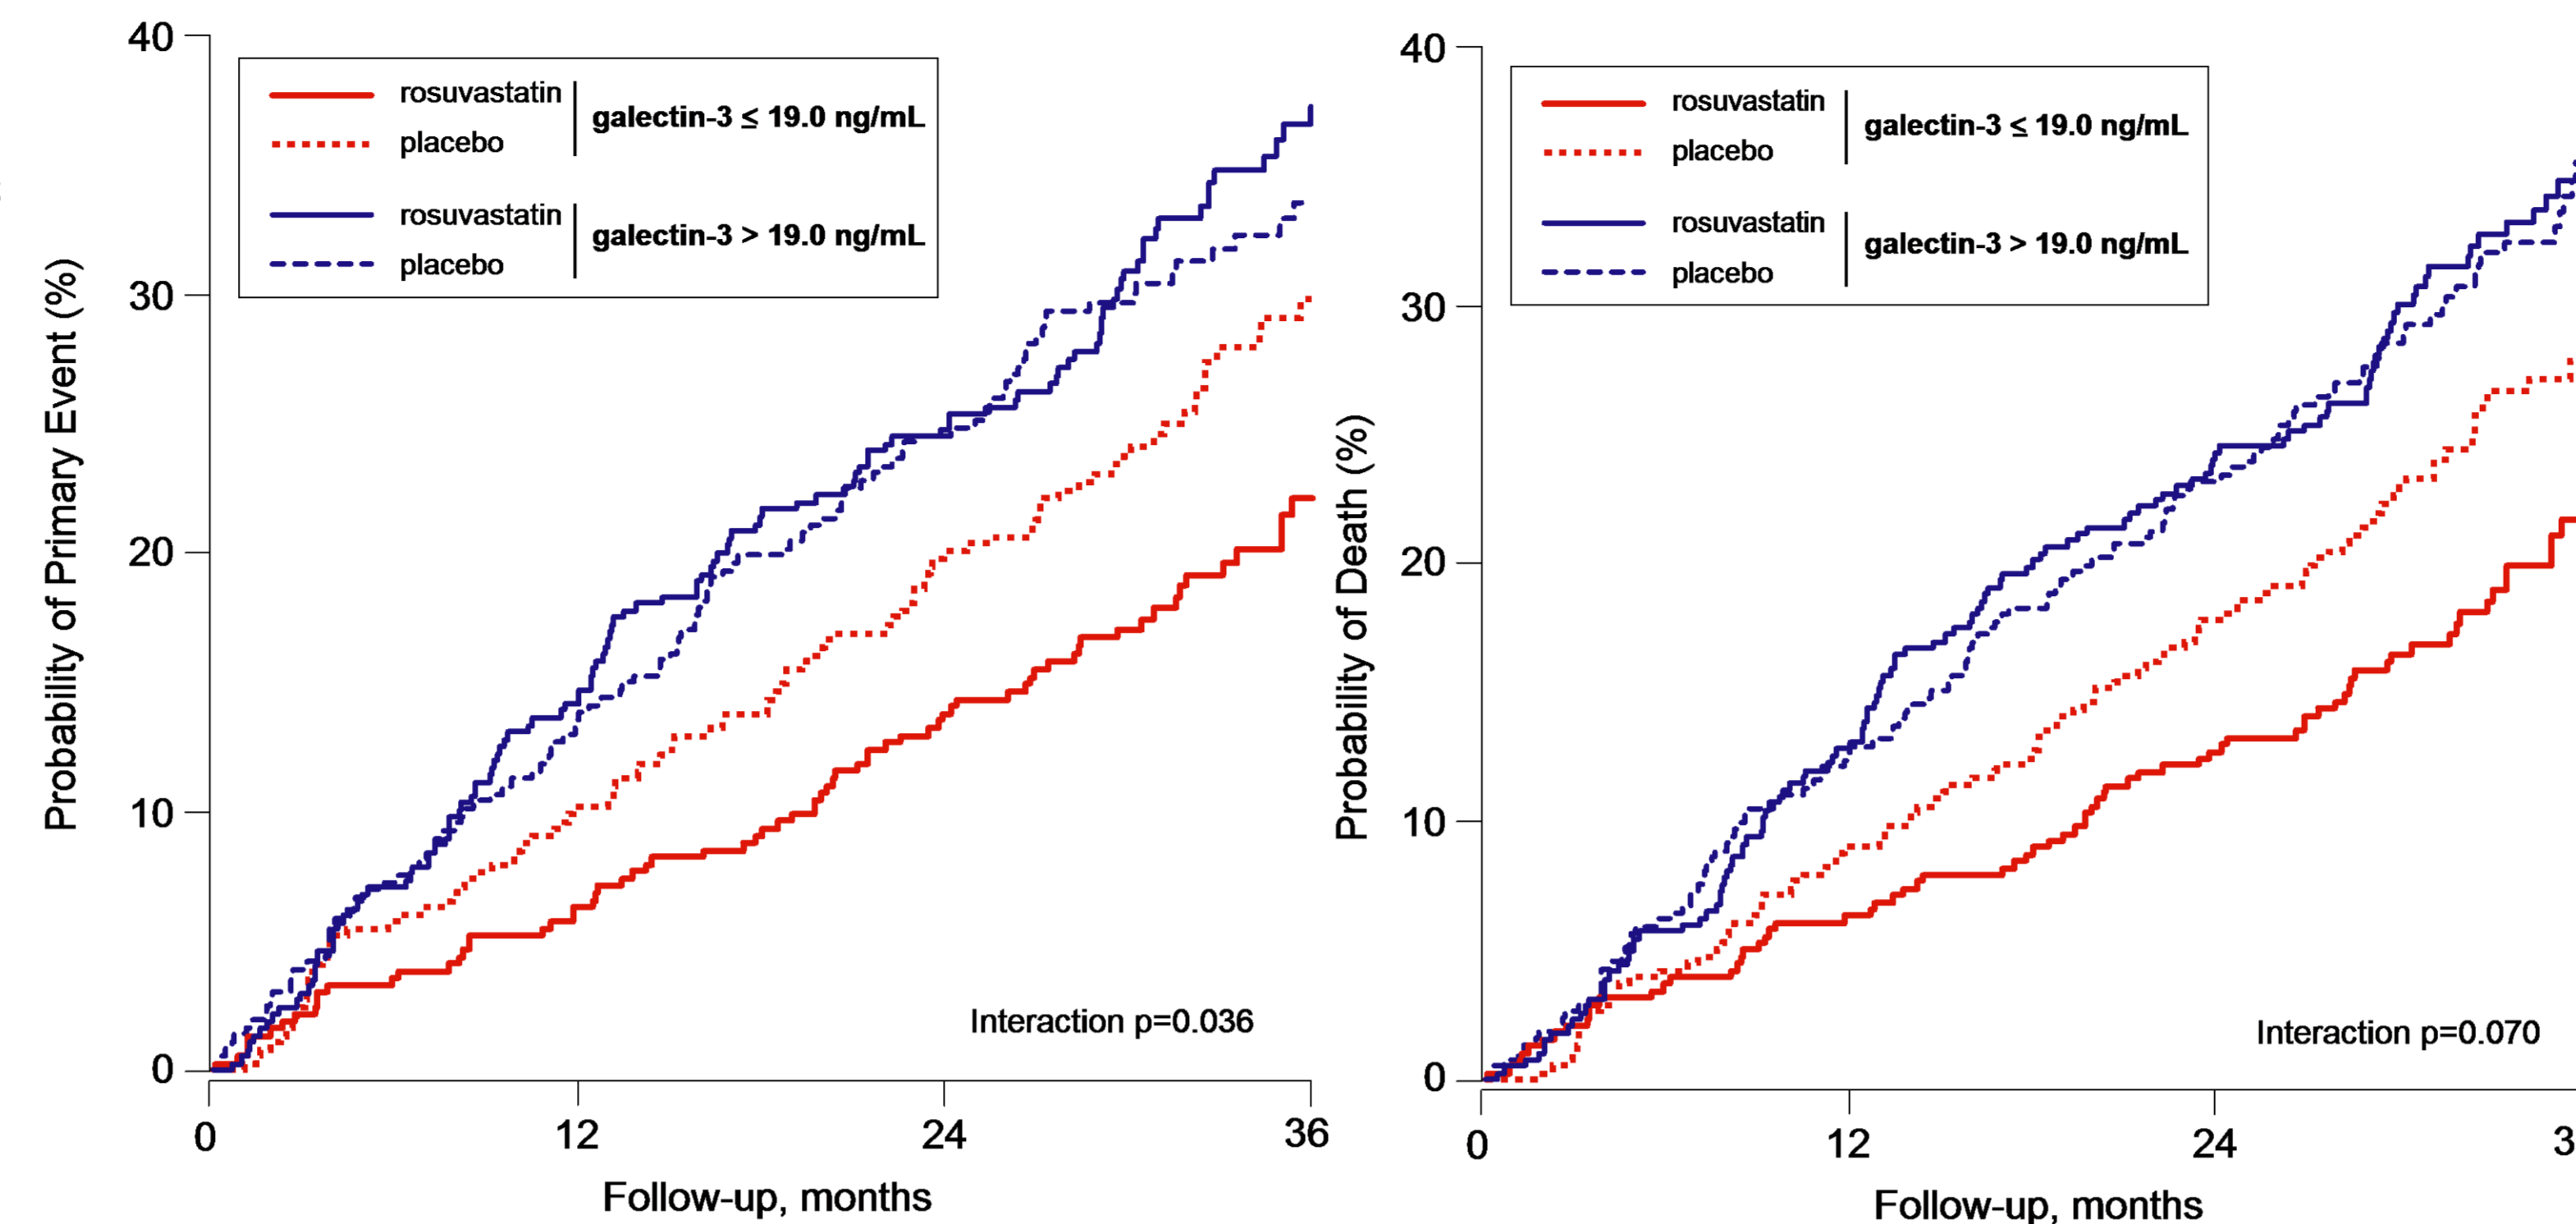 40
30
20
10
0
Probability of Primary Event (%)
rosuvastatin
placebo
galectin-3 ≤ 19.0 ng/mL
rosuvastatin
placebo
galectin-3 > 19.0 ng/mL
Interaction p=0.036
0 12 24 36
Follow-up, months
40
30
20
10
0
Probability of Death (%)
rosuvastatin
placebo
galectin-3 ≤ 19.0 ng/mL
rosuvastatin
placebo
galectin-3 > 19.0 ng/mL
Interaction p=0.070
0 12 24 3
Follow-up, months